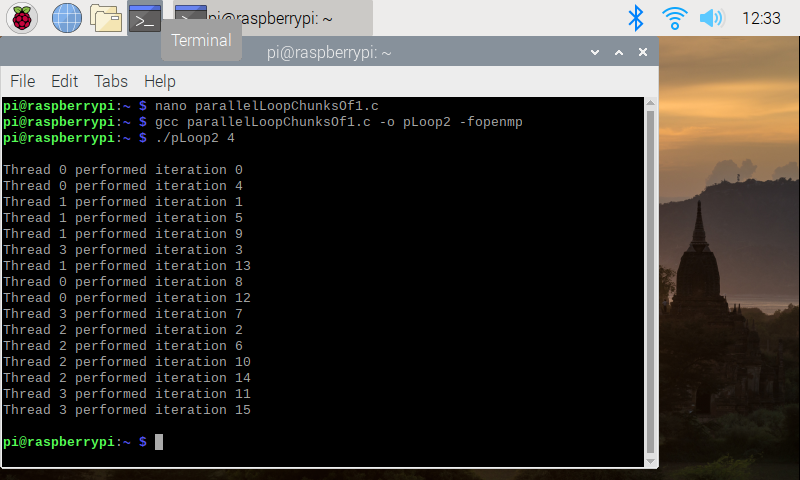 pi@raspberrypi: ~
12:33
Terminal
pi@raspberrypi: ~
File Edit Tabs Help
pi@raspberrypi:~ $ nano parallelLoopChunksOf1.c
pi@raspberrypi:~ $ gcc parallelLoopChunksOf1.c -o pLoop2 -fopenmp
pi@raspberrypi:~ $ ./pLoop2 4
Thread 0 performed iteration 0
Thread 0 performed iteration 4
Thread 1 performed iteration 1
Thread 1 performed iteration 5
Thread 1 performed iteration 9
Thread 3 performed iteration 3
Thread 1 performed iteration 13
Thread 0 performed iteration 8
Thread 0 performed iteration 12
Thread 3 performed iteration 7
Thread 2 performed iteration 2
Thread 2 performed iteration 6
Thread 2 performed iteration 10
Thread 2 performed iteration 14
Thread 3 performed iteration 11
Thread 3 performed iteration 15
pi@raspberrypi:~ $